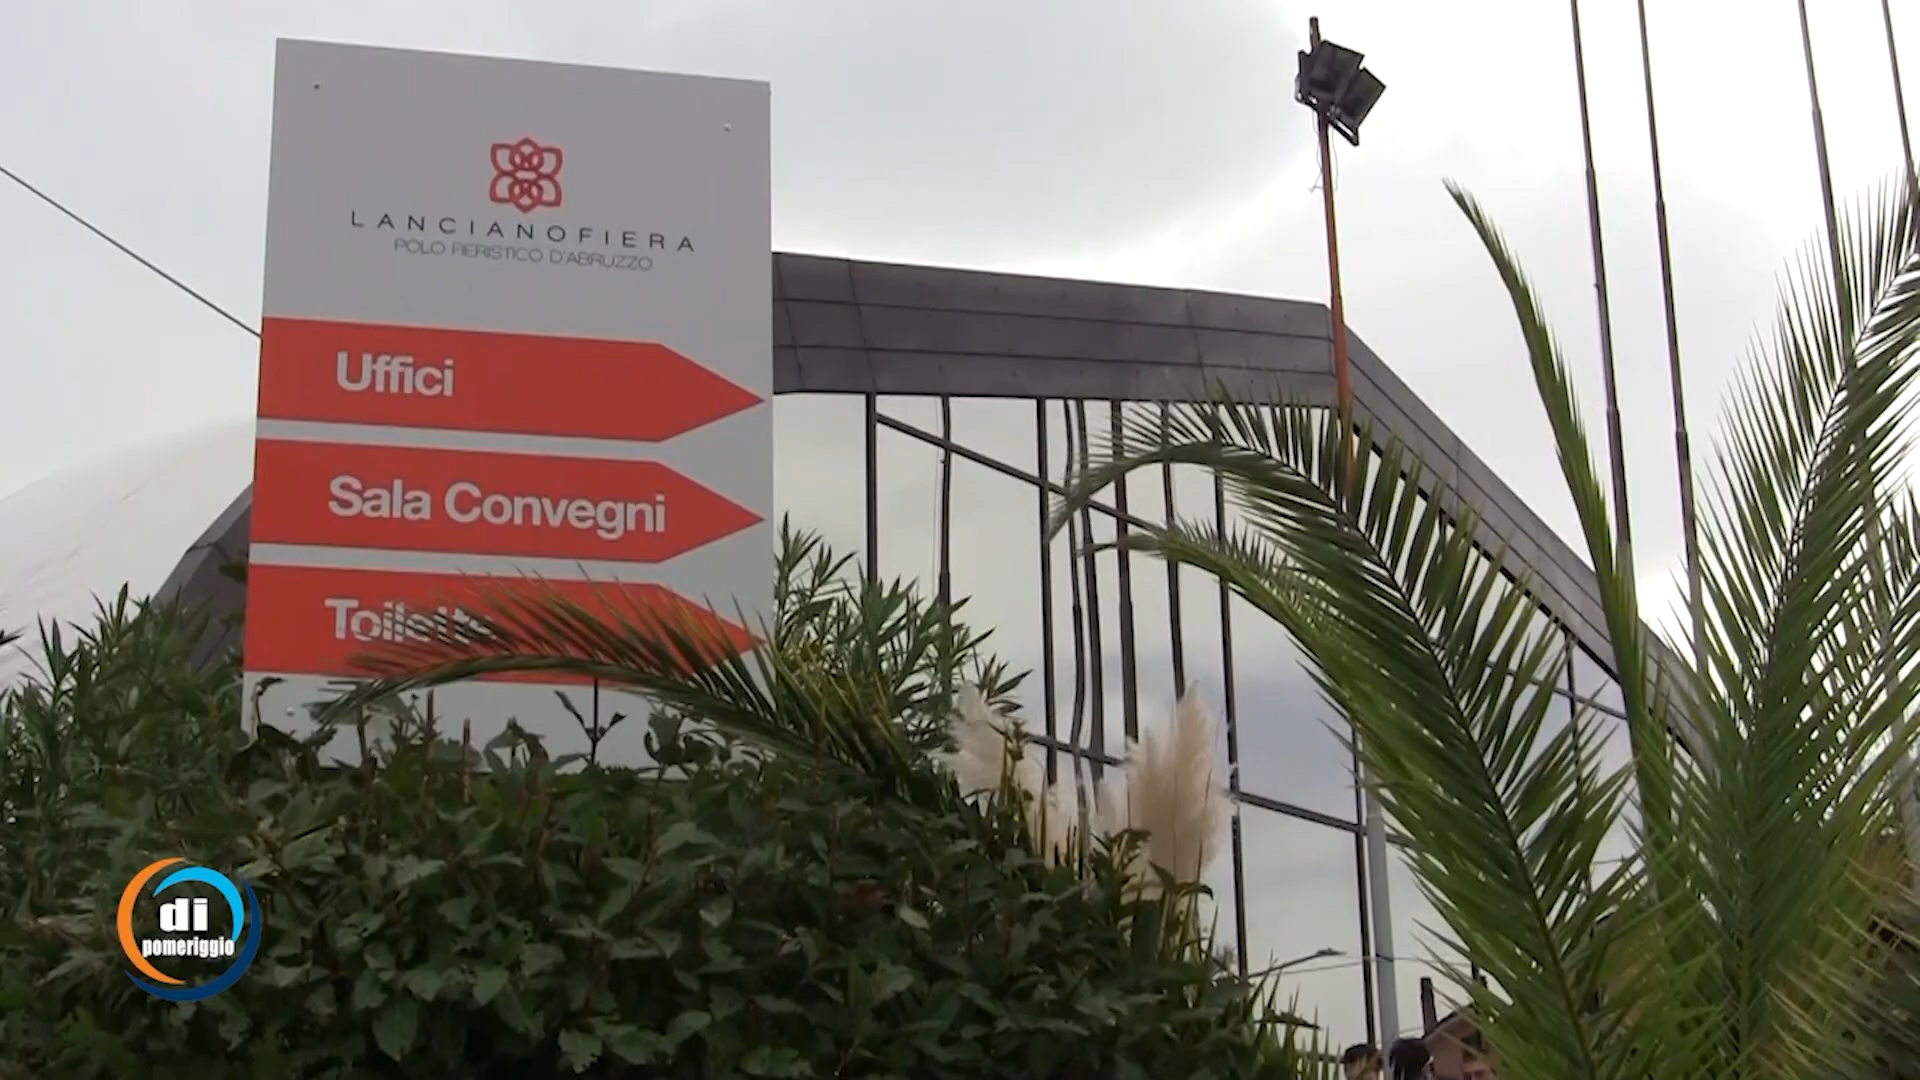 LANCIANOFIERA
POLO FIERISTICO D'ABRUZZO
Uffici
Sala Convegni
Toilette
di
pomeriggio